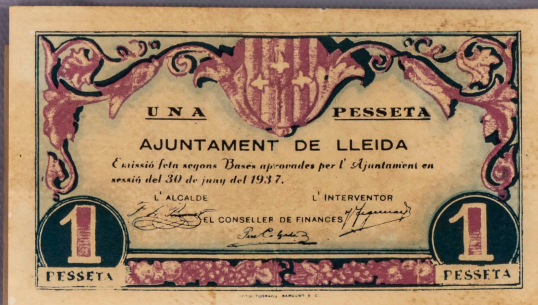 UNA PESSETA
AJUNTAMENT DE LLEIDA
Emissió feta segons Bases aprovades per l' Ajuntament en
sessió del 30 de juny del 1937.
L' ALCALDE L' INTERVENTOR
EL CONSELLER DE FINANCES
1 1
PESSETA PESSETA